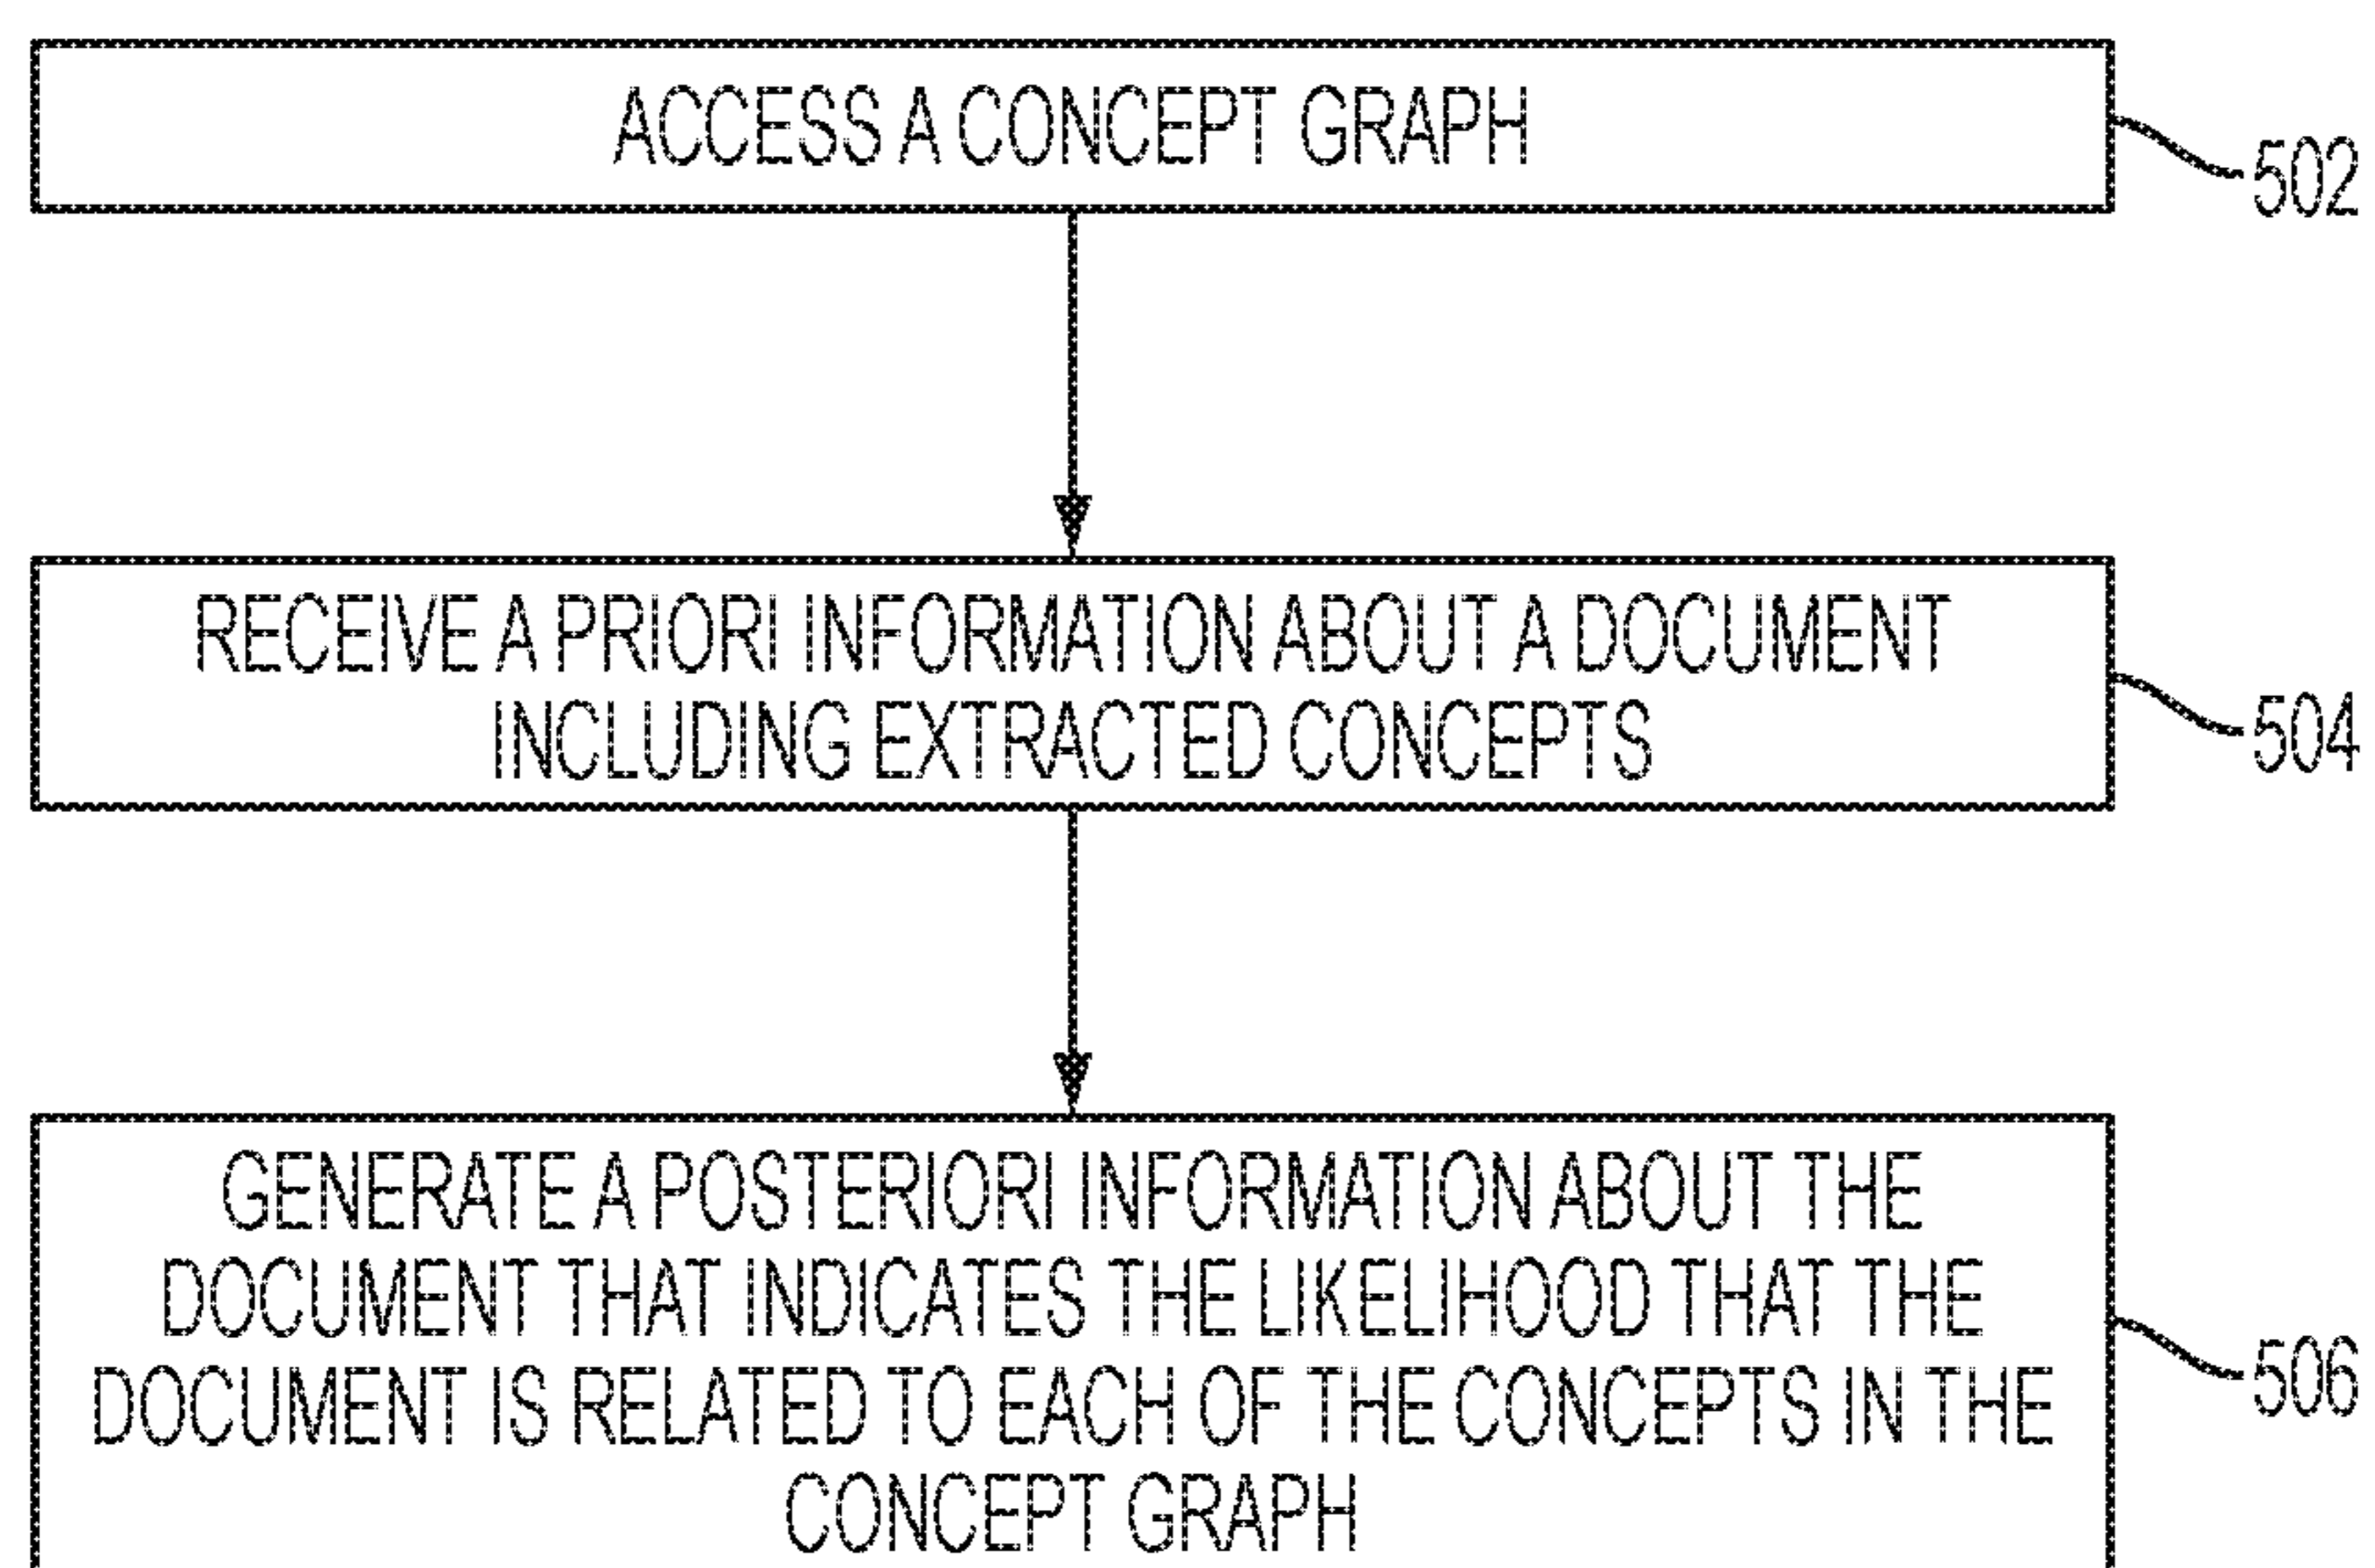 ACCESS A CONCEPT GRAPH
502
RECEIVE A PRIORI INFORMATION ABOUT A DOCUMENT
INCLUDING EXTRACTED CONCEPTS
504
GENERATE A POSTERIORI INFORMATION ABOUT THE
DOCUMENT THAT INDICATES THE LIKELIHOOD THAT THE
DOCUMENT IS RELATED TO EACH OF THE CONCEPTS IN THE
CONCEPT GRAPH
506